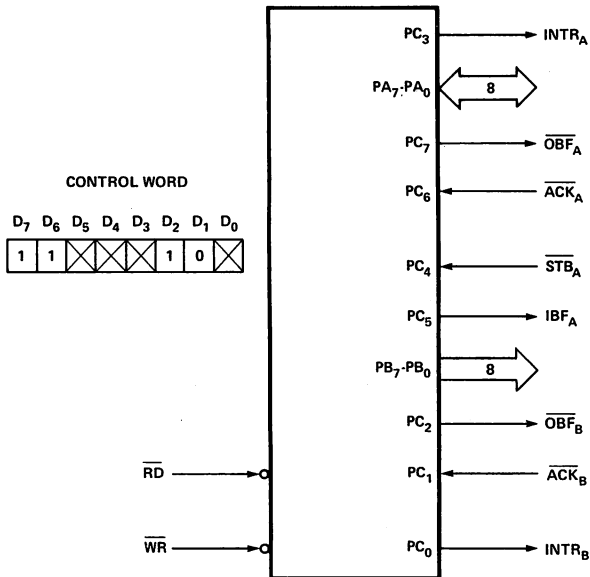 PC3 INTRA
PA7-PA0 8
PC7 OBFA
CONTROL WORD
PC6 ACKA
D7 D6 D5 D4 D3 D2 D1 D0
1 1 1 0
PC4 STBA
PC5 IBFA
PB7-PB0 8
PC2 OBFB
RD PC1 ACKB
WR PC0 INTRB